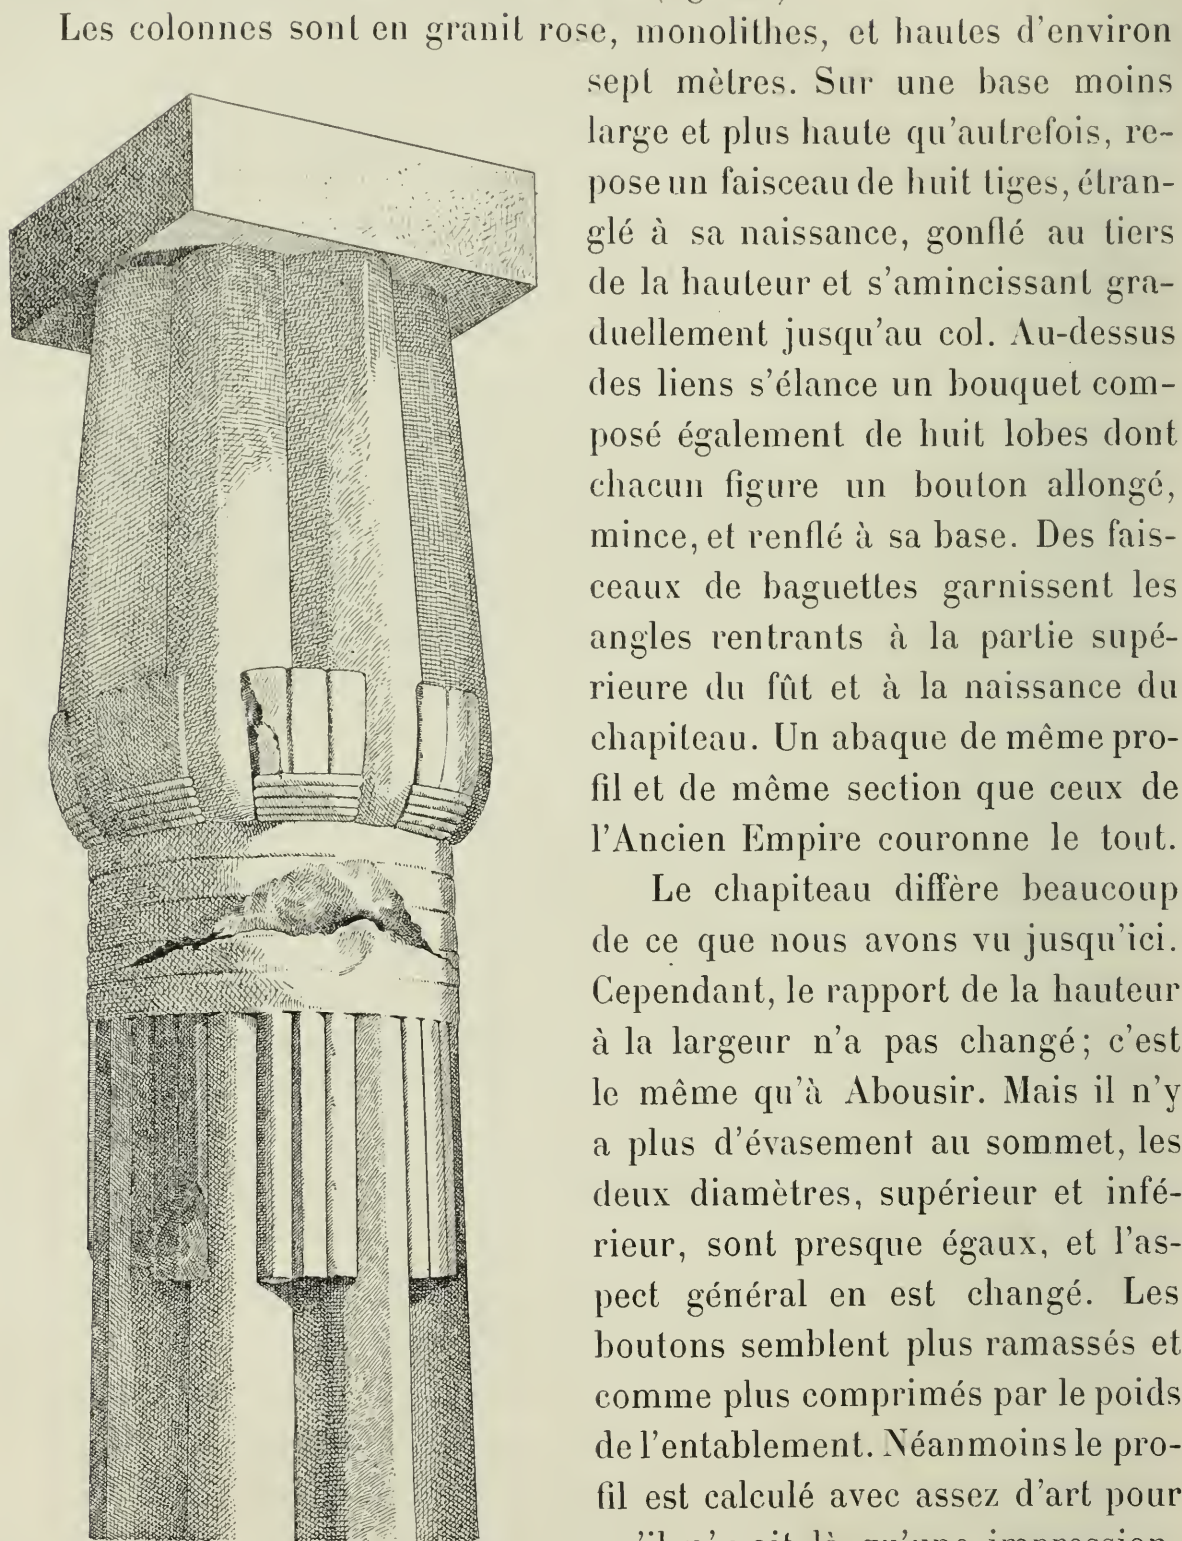 Les colonnes sont en granit rose, monolithes, et hautes d'environ
sept mètres. Sur une base moins
large et plus haute qu'autrefois, re-
pose un faisceau de huit tiges, étran-
glé à sa naissance, gonflé au tiers
de la hauteur et s'amincissant gra-
duellement jusqu'au col. Au-dessus
des liens s'élance un bouquet com-
posé également de huit lobes dont
chacun figure un bouton allongé,
mince, et renflé à sa base. Des fais-
ceaux de baguettes garnissent les
angles rentrants à la partie supé-
rieure du fût et à la naissance du
chapiteau. Un abaque de même pro-
fil et de même section que ceux de
l'Ancien Empire couronne le tout.
Le chapiteau diffère beaucoup
de ce que nous avons vu jusqu'ici.
Cependant, le rapport de la hauteur
à la largeur n'a pas changé; c'est
le même qu'à Abousir. Mais il n'y
a plus d'évasement au sommet, les
deux diamètres, supérieur et infé-
rieur, sont presque égaux, et l'as-
pect général en est changé. Les
boutons semblent plus ramassés et
comme plus comprimés par le poids
de l'entablement. Néanmoins le pro-
fil est calculé avec assez d'art pour
qu'une impression